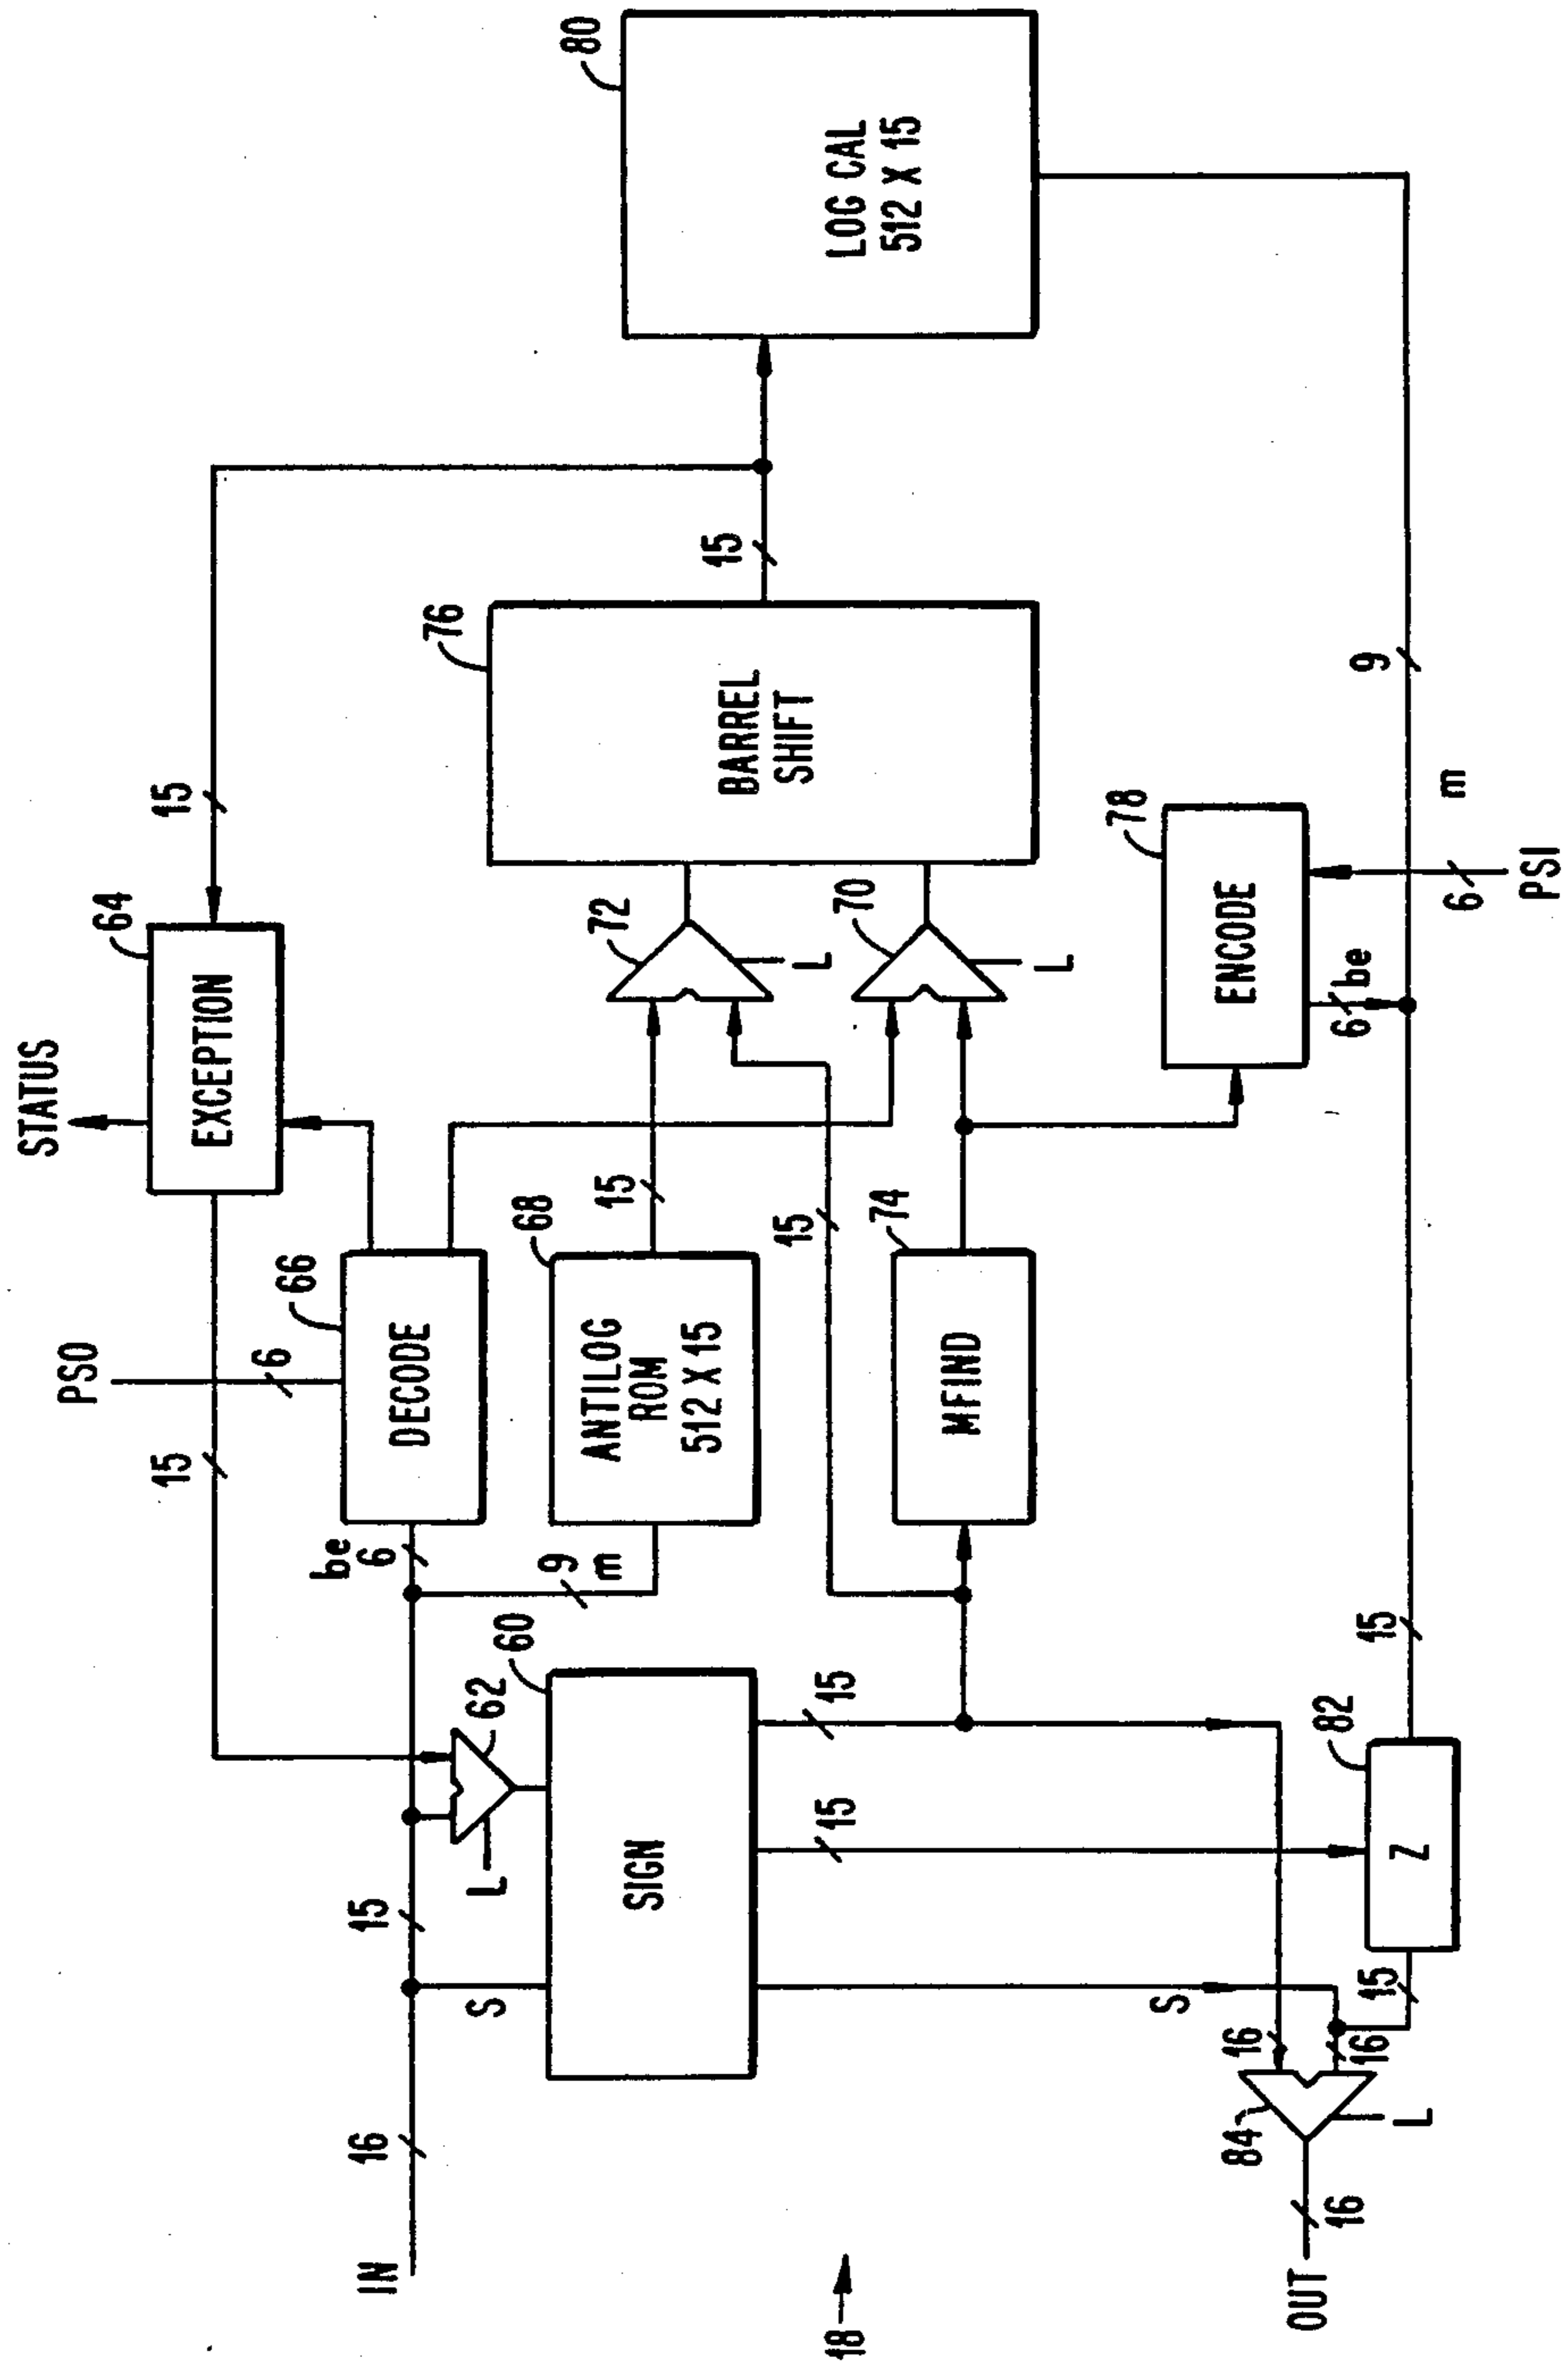 STATUS
PSO
64
15
15
EXCEPTION
6
66
be
6
IN
16
15
DECODE
76
S
L
62
60
68
9
m
80
72
15
ANTILOG
ROM
512 X 15
SIGN
15
BARREL
SHIFT
15
L
15
15
18
LOG CAL
512 X 15
70
74
MFIND
L
78
S
ENCODE
84
16
OUT
16
82
16
15
15
6
be
9
Z
L
m
6
PSI